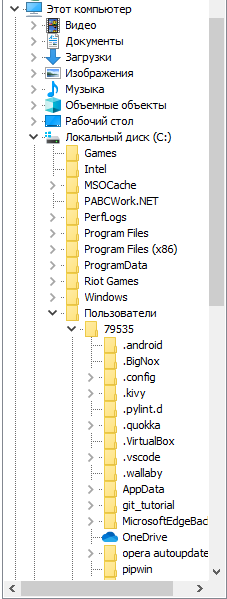 Этот компьютер
Видео
Документы
Загрузки
Изображения
Музыка
Объемные объекты
Рабочий стол
Локальный диск (C:)
Games
Intel
MSOCache
PABCWork.NET
PerfLogs
Program Files
Program Files (x86)
ProgramData
Riot Games
Windows
Пользователи
79535
.android
.BigNox
.config
.kivy
.pylint.d
.quokka
.VirtualBox
.vscode
.wallaby
AppData
git_tutorial
MicrosoftEdgeBac
OneDrive
opera autoupdate
pipwin